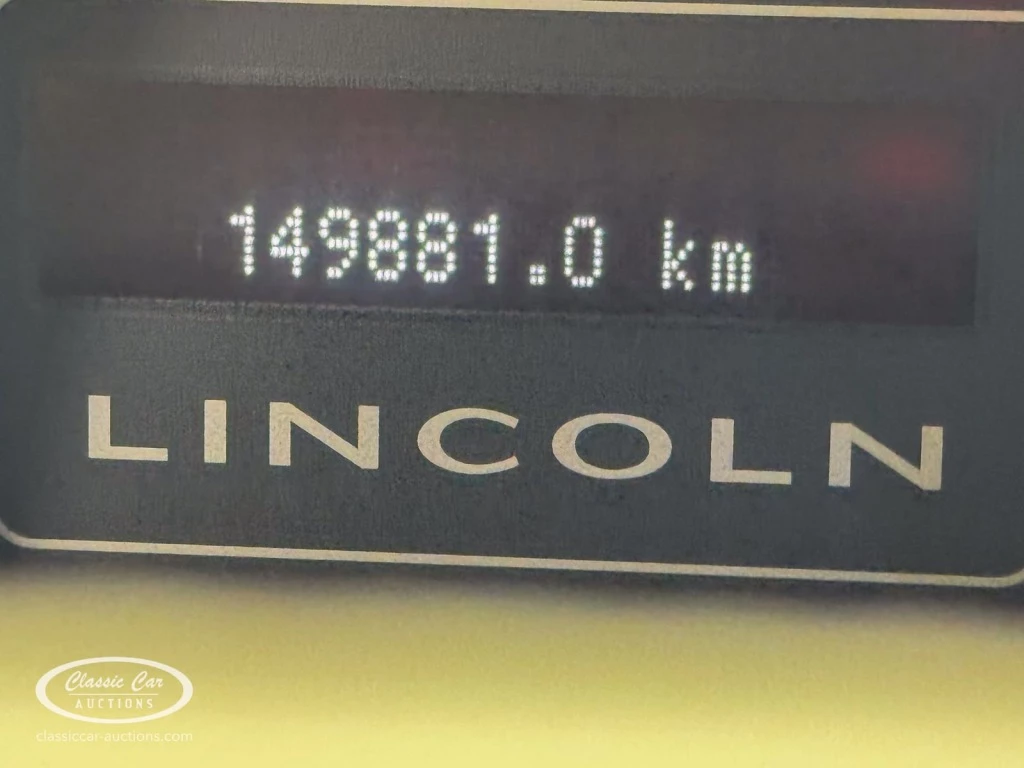 149881.0 km
LINCOLN
Classic Car
AUCTIONS
classiccar-auctions.com